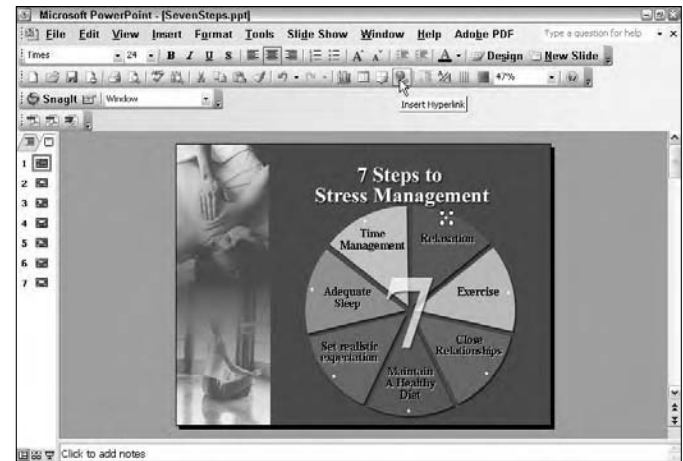 Microsoft PowerPoint - [SevenSteps.ppt]
File Edit View Insert Format Tools Slide Show Window Help Adobe PDF Type a question for help
Times 24 B I U S A A A Design New Slide
47%
Insert Hyperlink
SnagIt Window
1
2
3
4
5
6
7
7 Steps to
Stress Management
Time
Management
Relaxation
Adequate
Sleep
Exercise
7
Set realistic
expectation
Close
Relationships
Maintain
A Healthy
Diet
Click to add notes